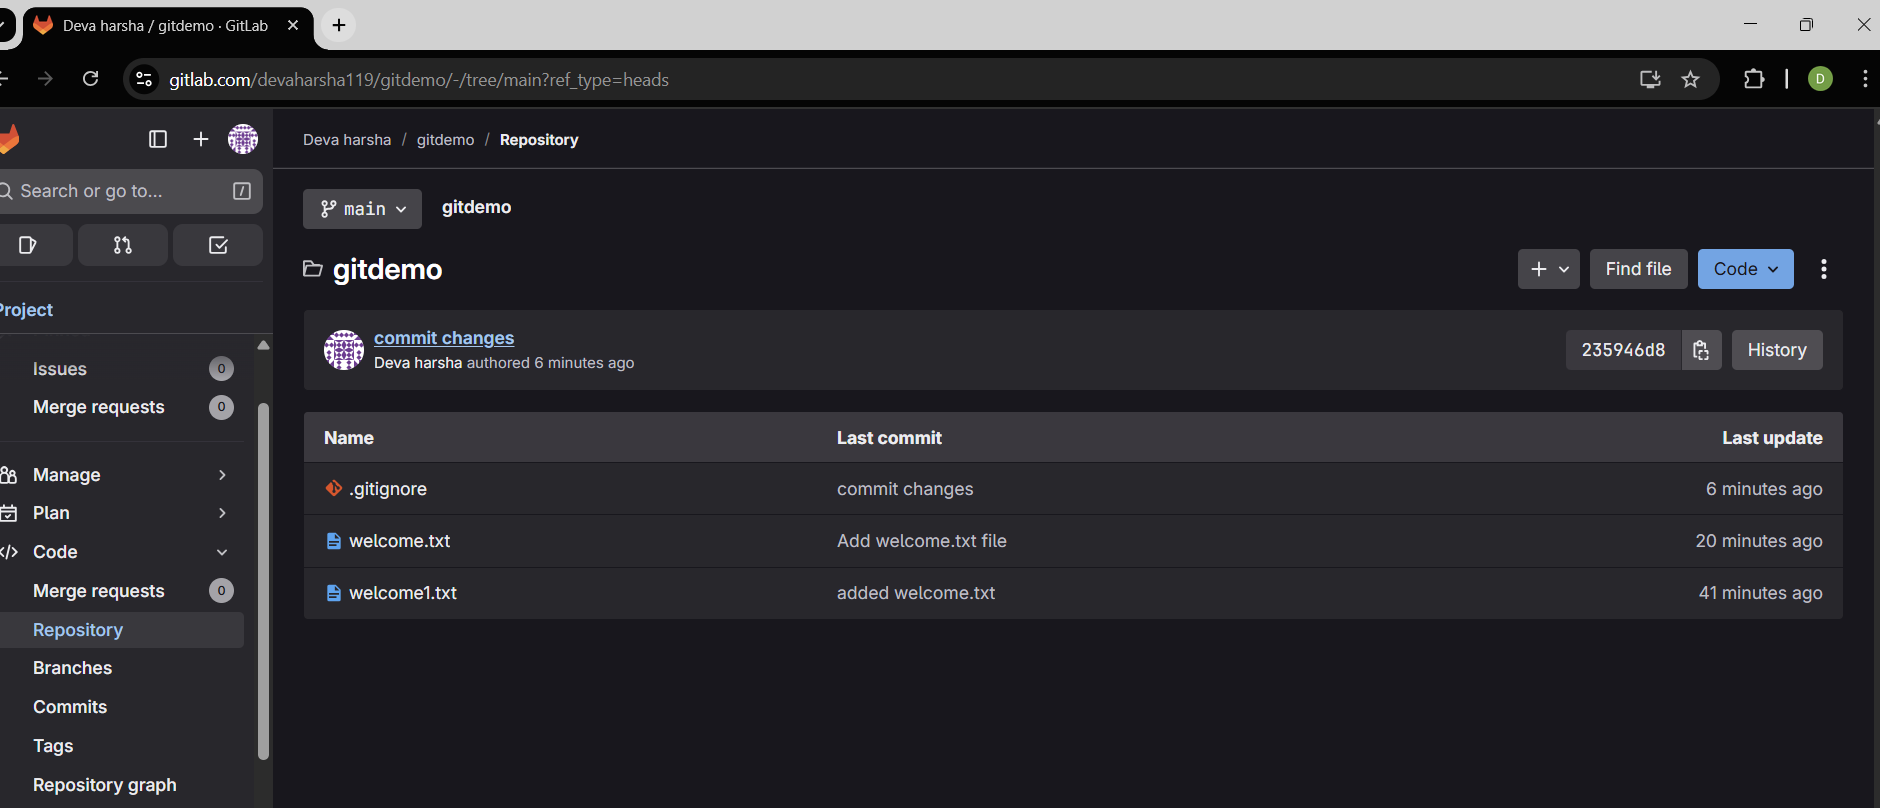 Deva harsha / gitdemo · GitLab
gitlab.com/devaharsha119/gitdemo/-/tree/main?ref_type=heads
D
Search or go to...
/
Project
Issues 0
Merge requests 0
Manage
Plan
Code
Merge requests 0
Repository
Branches
Commits
Tags
Repository graph
Deva harsha / gitdemo / Repository
main gitdemo
gitdemo
Find file Code
commit changes
Deva harsha authored 6 minutes ago
235946d8 History
Name Last commit Last update
.gitignore commit changes 6 minutes ago
welcome.txt Add welcome.txt file 20 minutes ago
welcome1.txt added welcome.txt 41 minutes ago